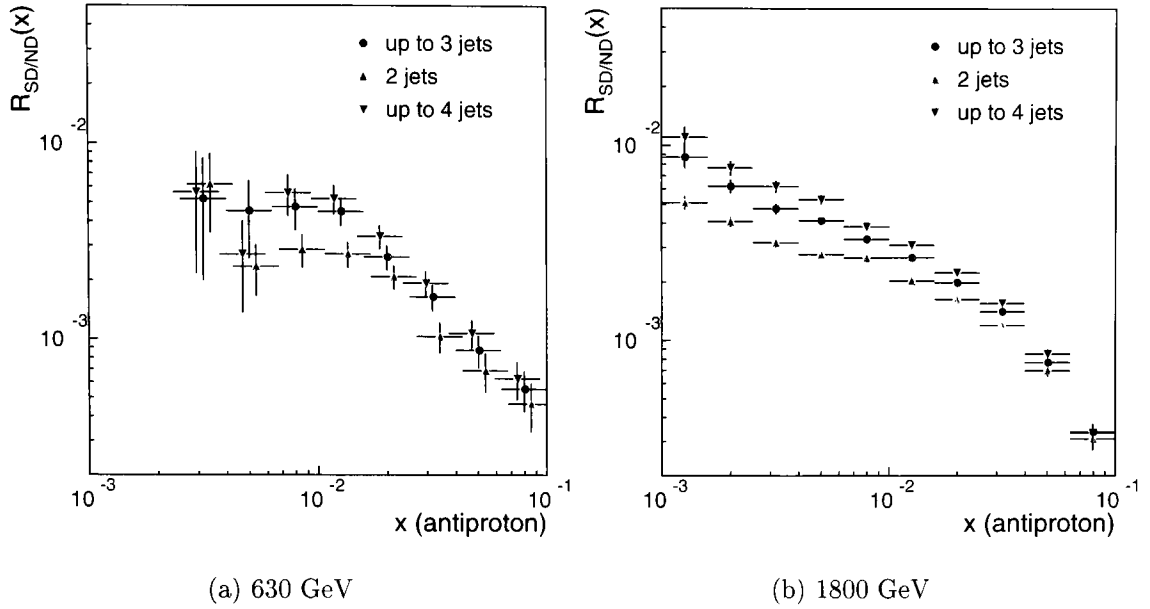 R_SD/ND(x)
up to 3 jets
2 jets
up to 4 jets
10^-2
10^-3
10^-3
10^-2
10^-1
x (antiproton)
(a) 630 GeV
R_SD/ND(x)
up to 3 jets
2 jets
up to 4 jets
10^-2
10^-3
10^-3
10^-2
10^-1
x (antiproton)
(b) 1800 GeV